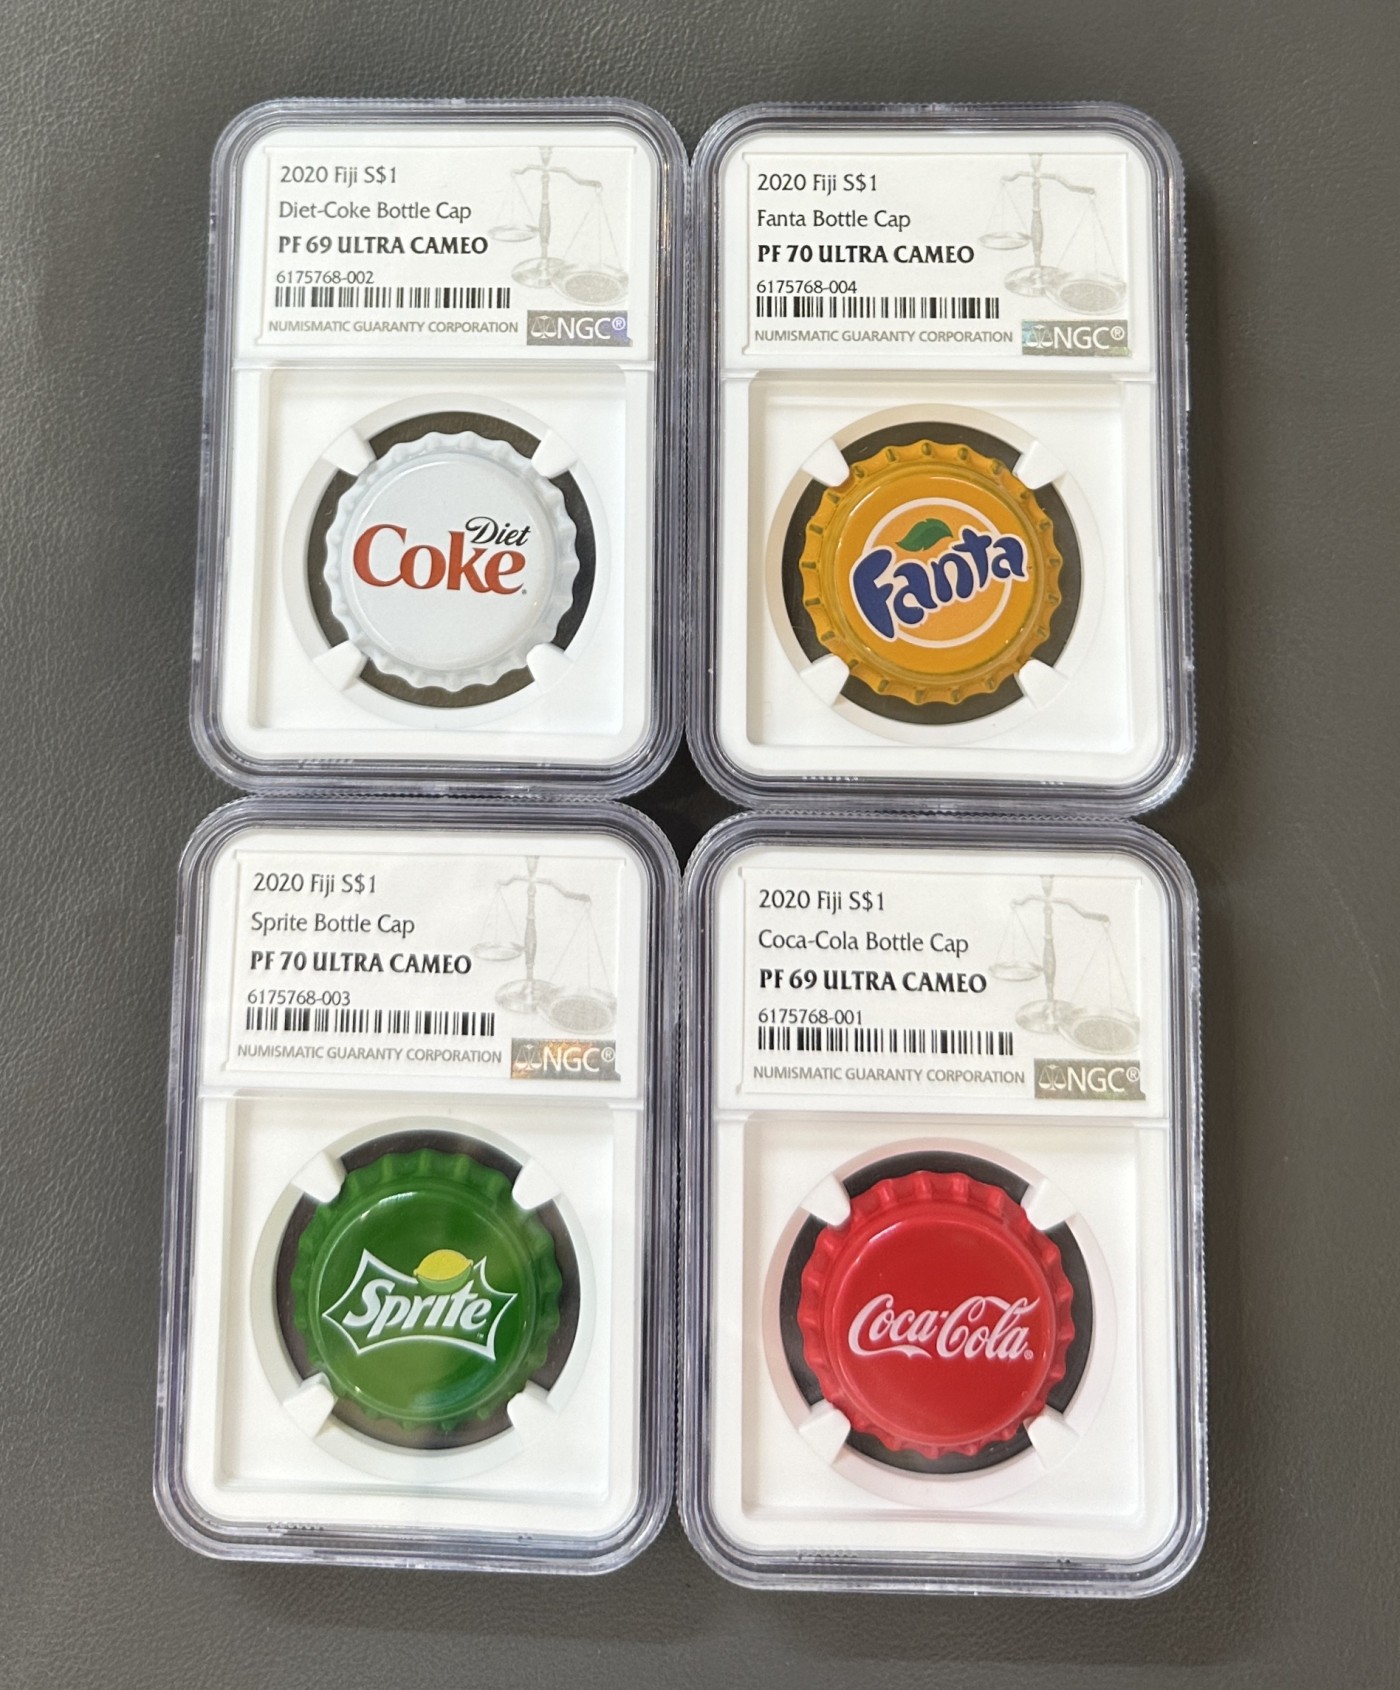 2020 Fiji S$1
Diet-Coke Bottle Cap
PF 69 ULTRA CAMEO
6175768-002
NUMISMATIC GUARANTY CORPORATION NGC®
Diet
Coke®
2020 Fiji S$1
Fanta Bottle Cap
PF 70 ULTRA CAMEO
6175768-004
NUMISMATIC GUARANTY CORPORATION NGC®
Fanta
2020 Fiji S$1
Sprite Bottle Cap
PF 70 ULTRA CAMEO
6175768-003
NUMISMATIC GUARANTY CORPORATION NGC®
Sprite™
2020 Fiji S$1
Coca-Cola Bottle Cap
PF 69 ULTRA CAMEO
6175768-001
NUMISMATIC GUARANTY CORPORATION NGC®
Coca-Cola®